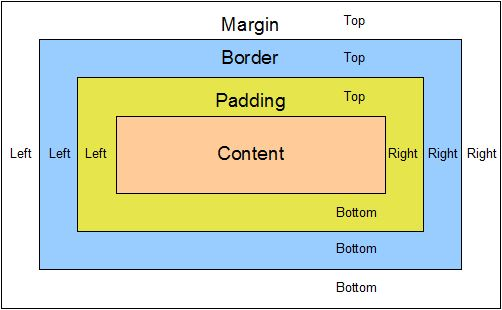 Margin Top
Border Top
Padding Top
Left Left Left Content Right Right Right
Bottom
Bottom
Bottom